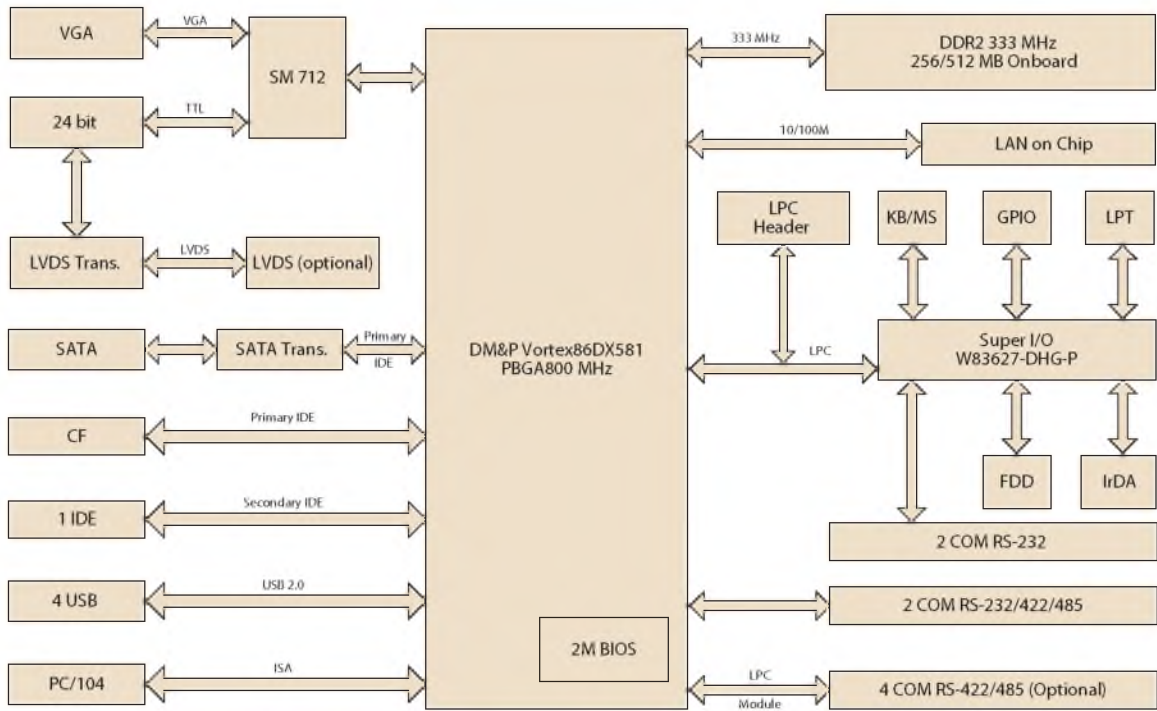 VGA
VGA
SM 712
24 bit
TTL
LVDS Trans.
LVDS
LVDS (optional)
SATA
SATA Trans.
Primary
IDE
CF
Primary IDE
1 IDE
Secondary IDE
4 USB
USB 2.0
PC/104
ISA
DM&P Vortex86DX581
PBGA800 MHz
2M BIOS
333 MHz
DDR2 333 MHz
256/512 MB Onboard
10/100M
LAN on Chip
LPC
Header
KB/MS
GPIO
LPT
LPC
Super I/O
W83627-DHG-P
FDD
IrDA
2 COM RS-232
2 COM RS-232/422/485
LPC
Module
4 COM RS-422/485 (Optional)